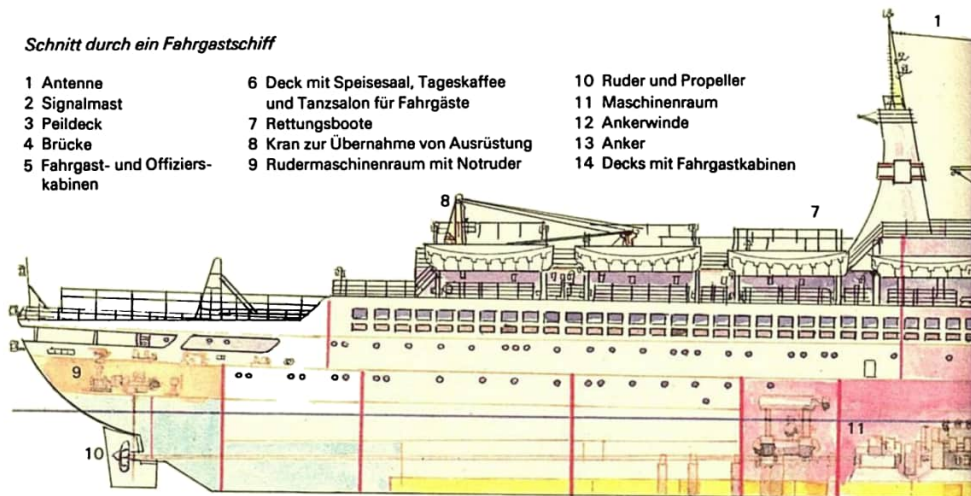 Schnitt durch ein Fahrgastschiff
1 Antenne
2 Signalmast
3 Peildeck
4 Brücke
5 Fahrgast- und Offiziers-
kabinen
6 Deck mit Speisesaal, Tageskaffee
und Tanzsalon für Fahrgäste
7 Rettungsboote
8 Kran zur Übernahme von Ausrüstung
9 Rudermaschinenraum mit Notruder
10 Ruder und Propeller
11 Maschinenraum
12 Ankerwinde
13 Anker
14 Decks mit Fahrgastkabinen
1
2
8
7
9
10
11